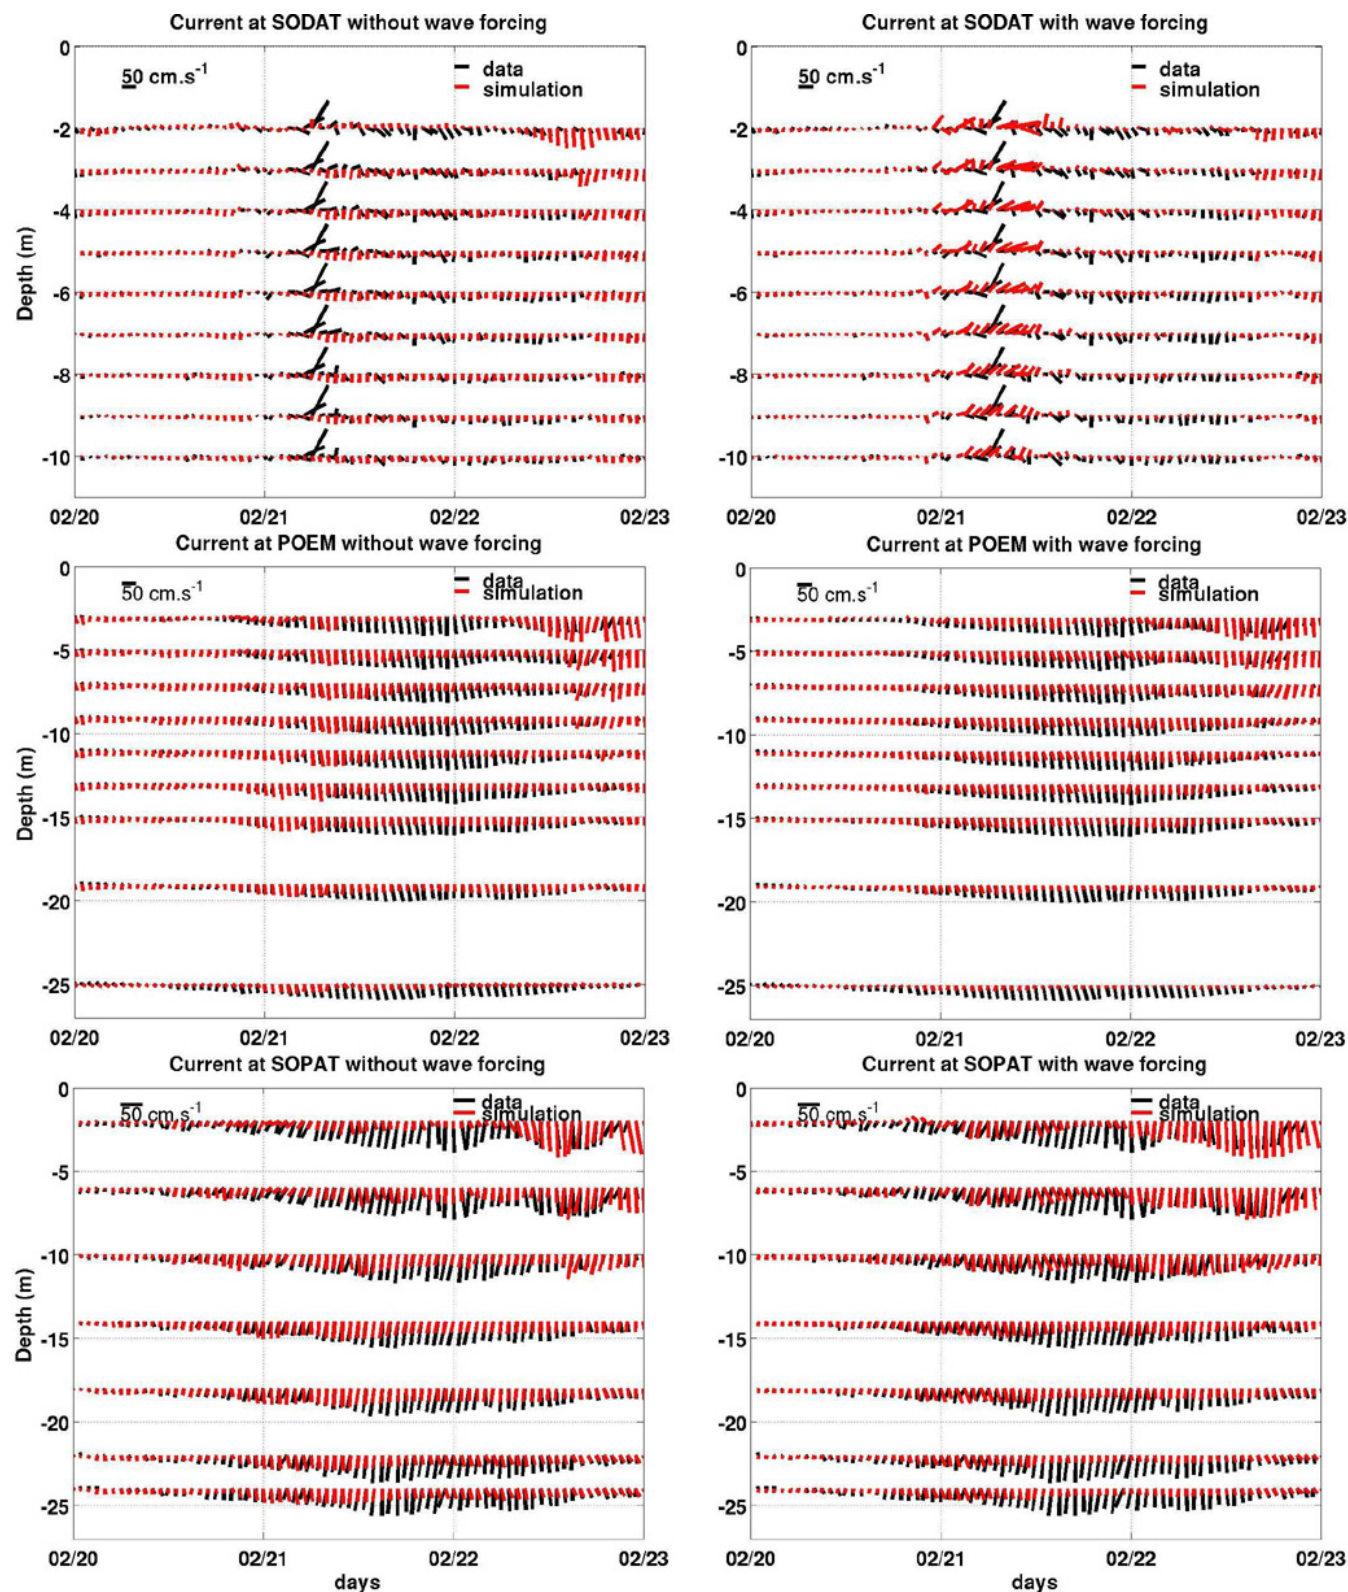 Current at SODAT without wave forcing
0
50 cm.s-1
data
simulation
-2
-4
Depth (m)
-6
-8
-10
02/20 02/21 02/22 02/23
Current at SODAT with wave forcing
0
50 cm.s-1
data
simulation
-2
-4
-6
-8
-10
02/20 02/21 02/22 02/23
Current at POEM without wave forcing
0
50 cm.s-1
data
simulation
-5
-10
Depth (m)
-15
-20
-25
02/20 02/21 02/22 02/23
Current at POEM with wave forcing
0
50 cm.s-1
data
simulation
-5
-10
-15
-20
-25
02/20 02/21 02/22 02/23
Current at SOPAT without wave forcing
0
50 cm.s-1
data
simulation
-5
-10
Depth (m)
-15
-20
-25
02/20 02/21 02/22 02/23
days
Current at SOPAT with wave forcing
0
50 cm.s-1
data
simulation
-5
-10
-15
-20
-25
02/20 02/21 02/22 02/23
days